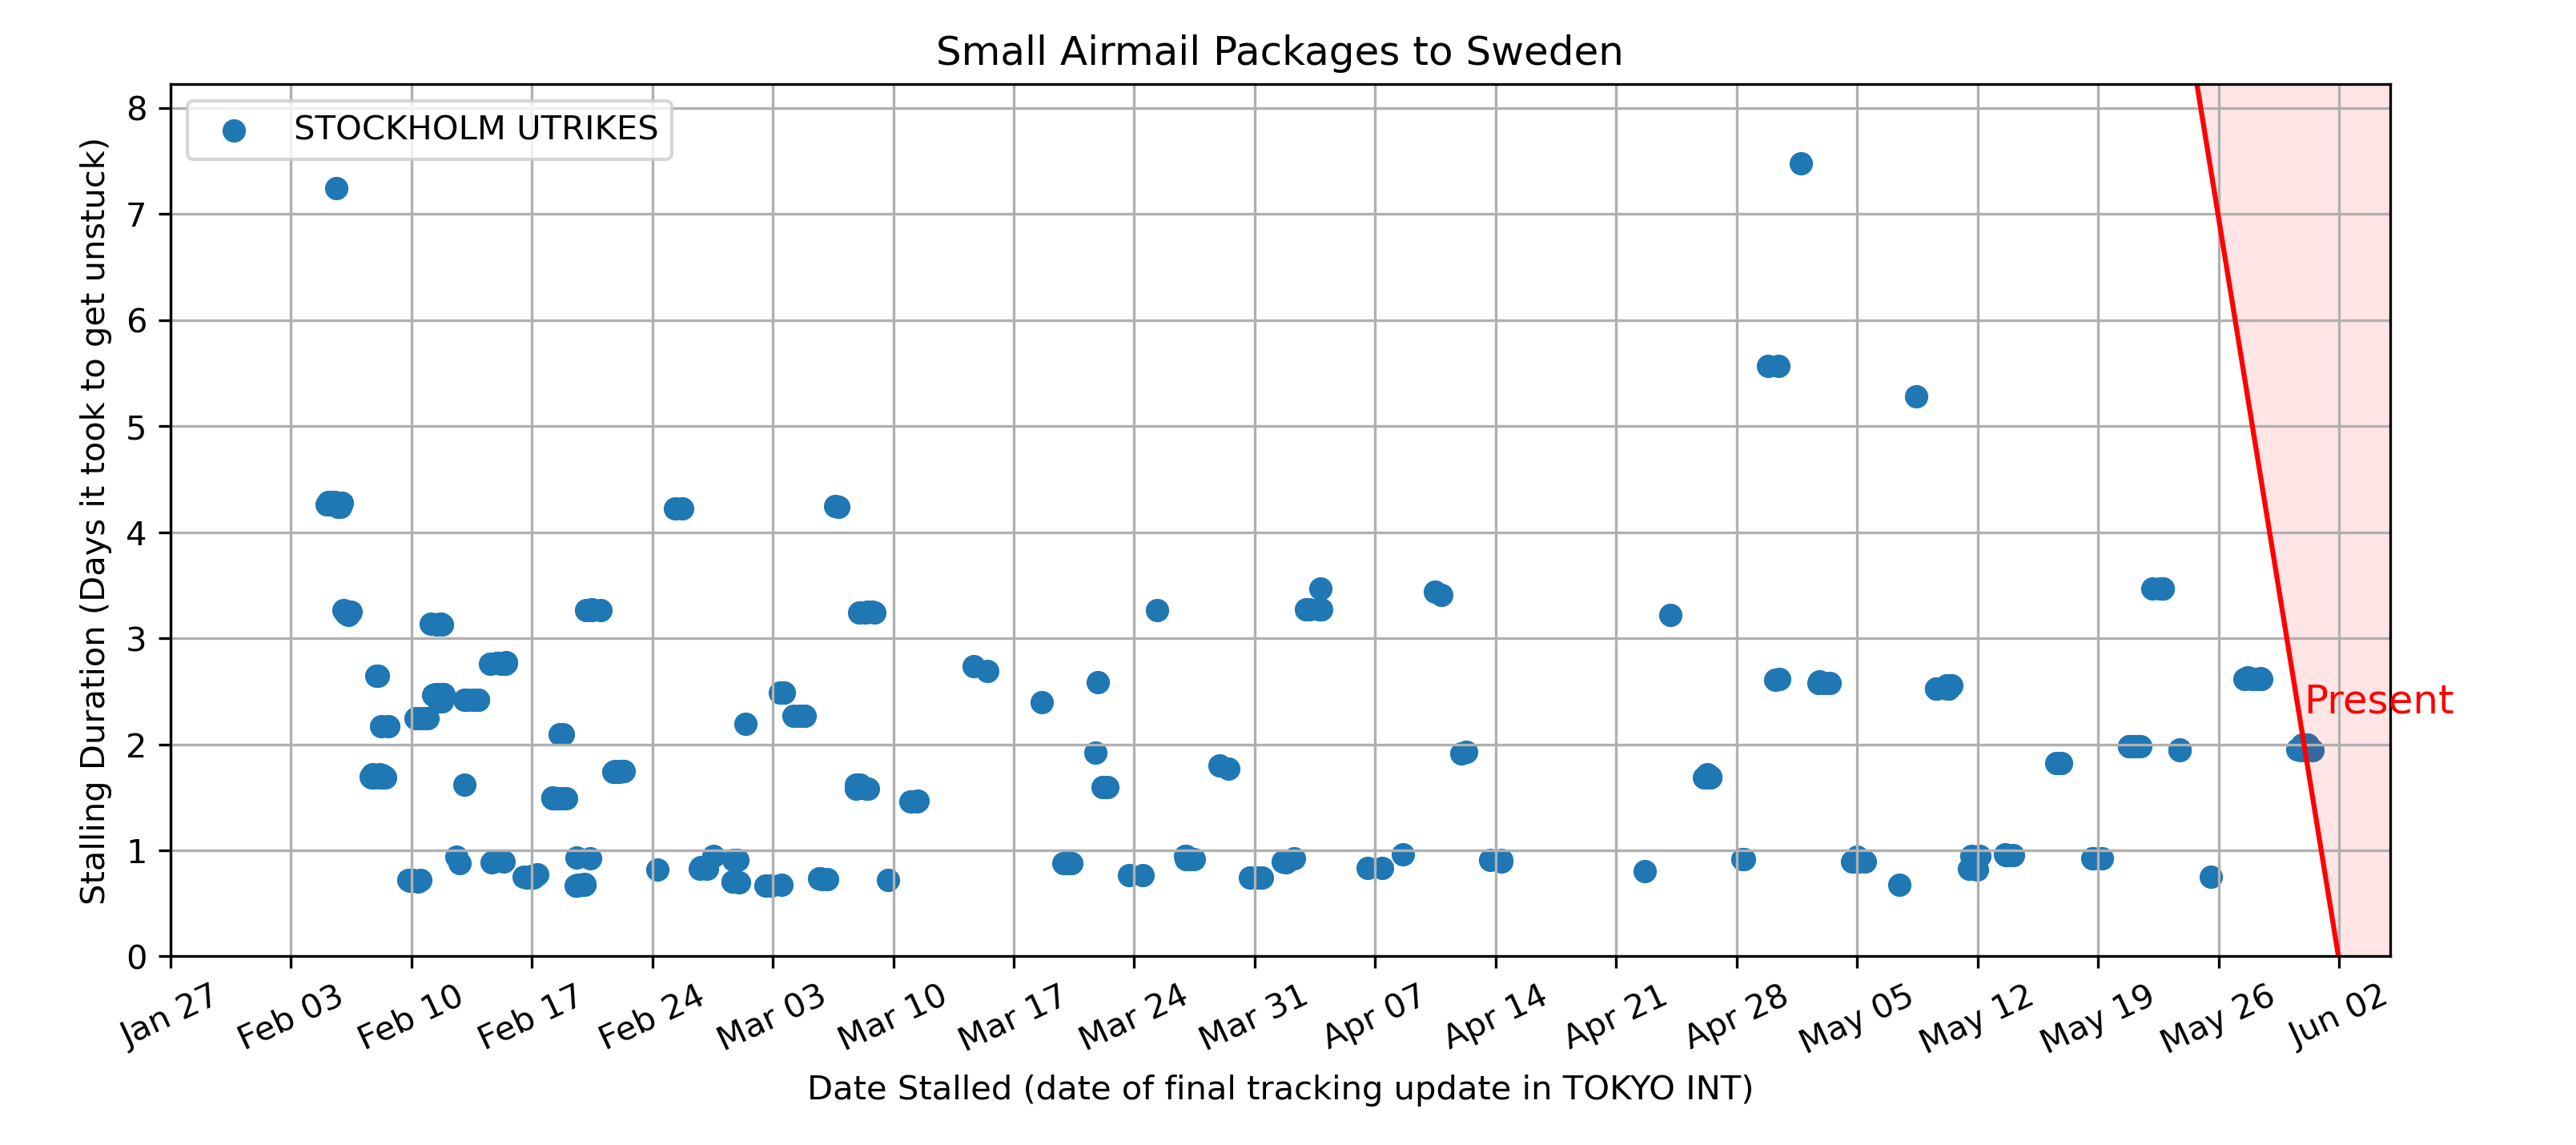 Small Airmail Packages to Sweden
STOCKHOLM UTRIKES
8
7
6
5
4
3
2
1
0
Stalling Duration (Days it took to get unstuck)
Present
Jan 27
Feb 03
Feb 10
Feb 17
Feb 24
Mar 03
Mar 10
Mar 17
Mar 24
Mar 31
Apr 07
Apr 14
Apr 21
Apr 28
May 05
May 12
May 19
May 26
Jun 02
Date Stalled (date of final tracking update in TOKYO INT)